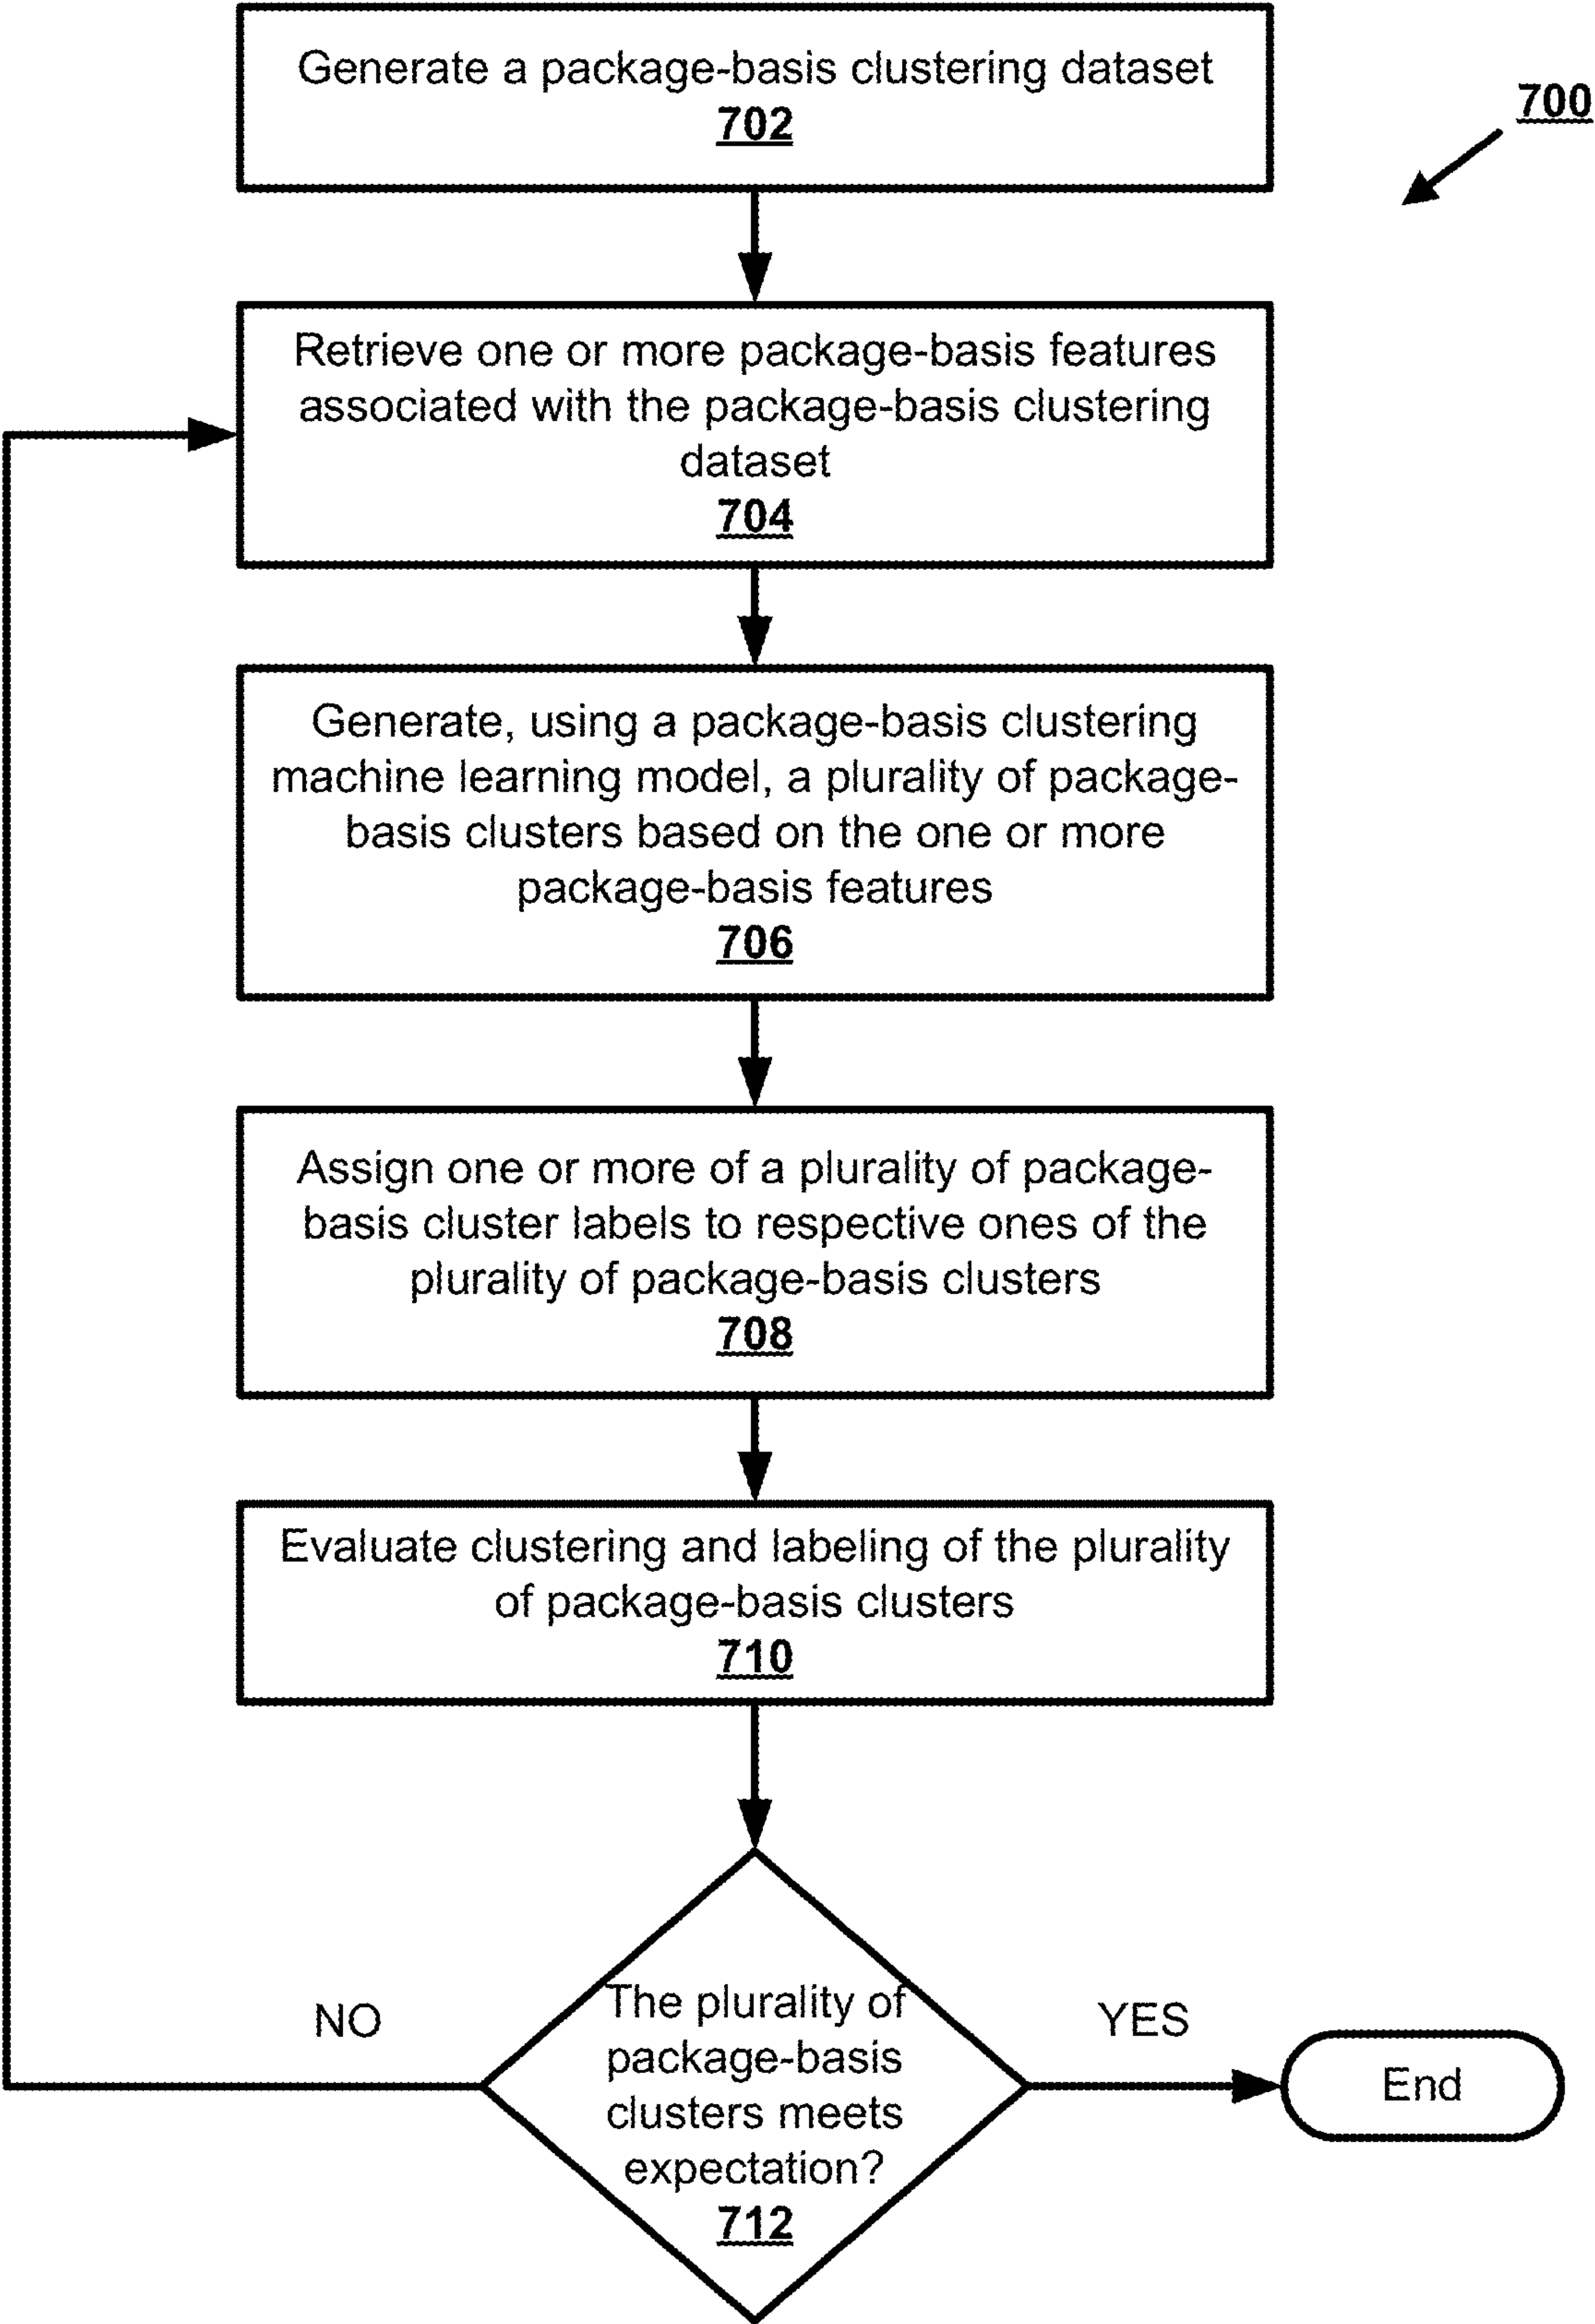 Generate a package-basis clustering dataset
702
700
Retrieve one or more package-basis features
associated with the package-basis clustering
dataset
704
Generate, using a package-basis clustering
machine learning model, a plurality of package-
basis clusters based on the one or more
package-basis features
706
Assign one or more of a plurality of package-
basis cluster labels to respective ones of the
plurality of package-basis clusters
708
Evaluate clustering and labeling of the plurality
of package-basis clusters
710
NO
The plurality of
package-basis
clusters meets
expectation?
712
YES
End